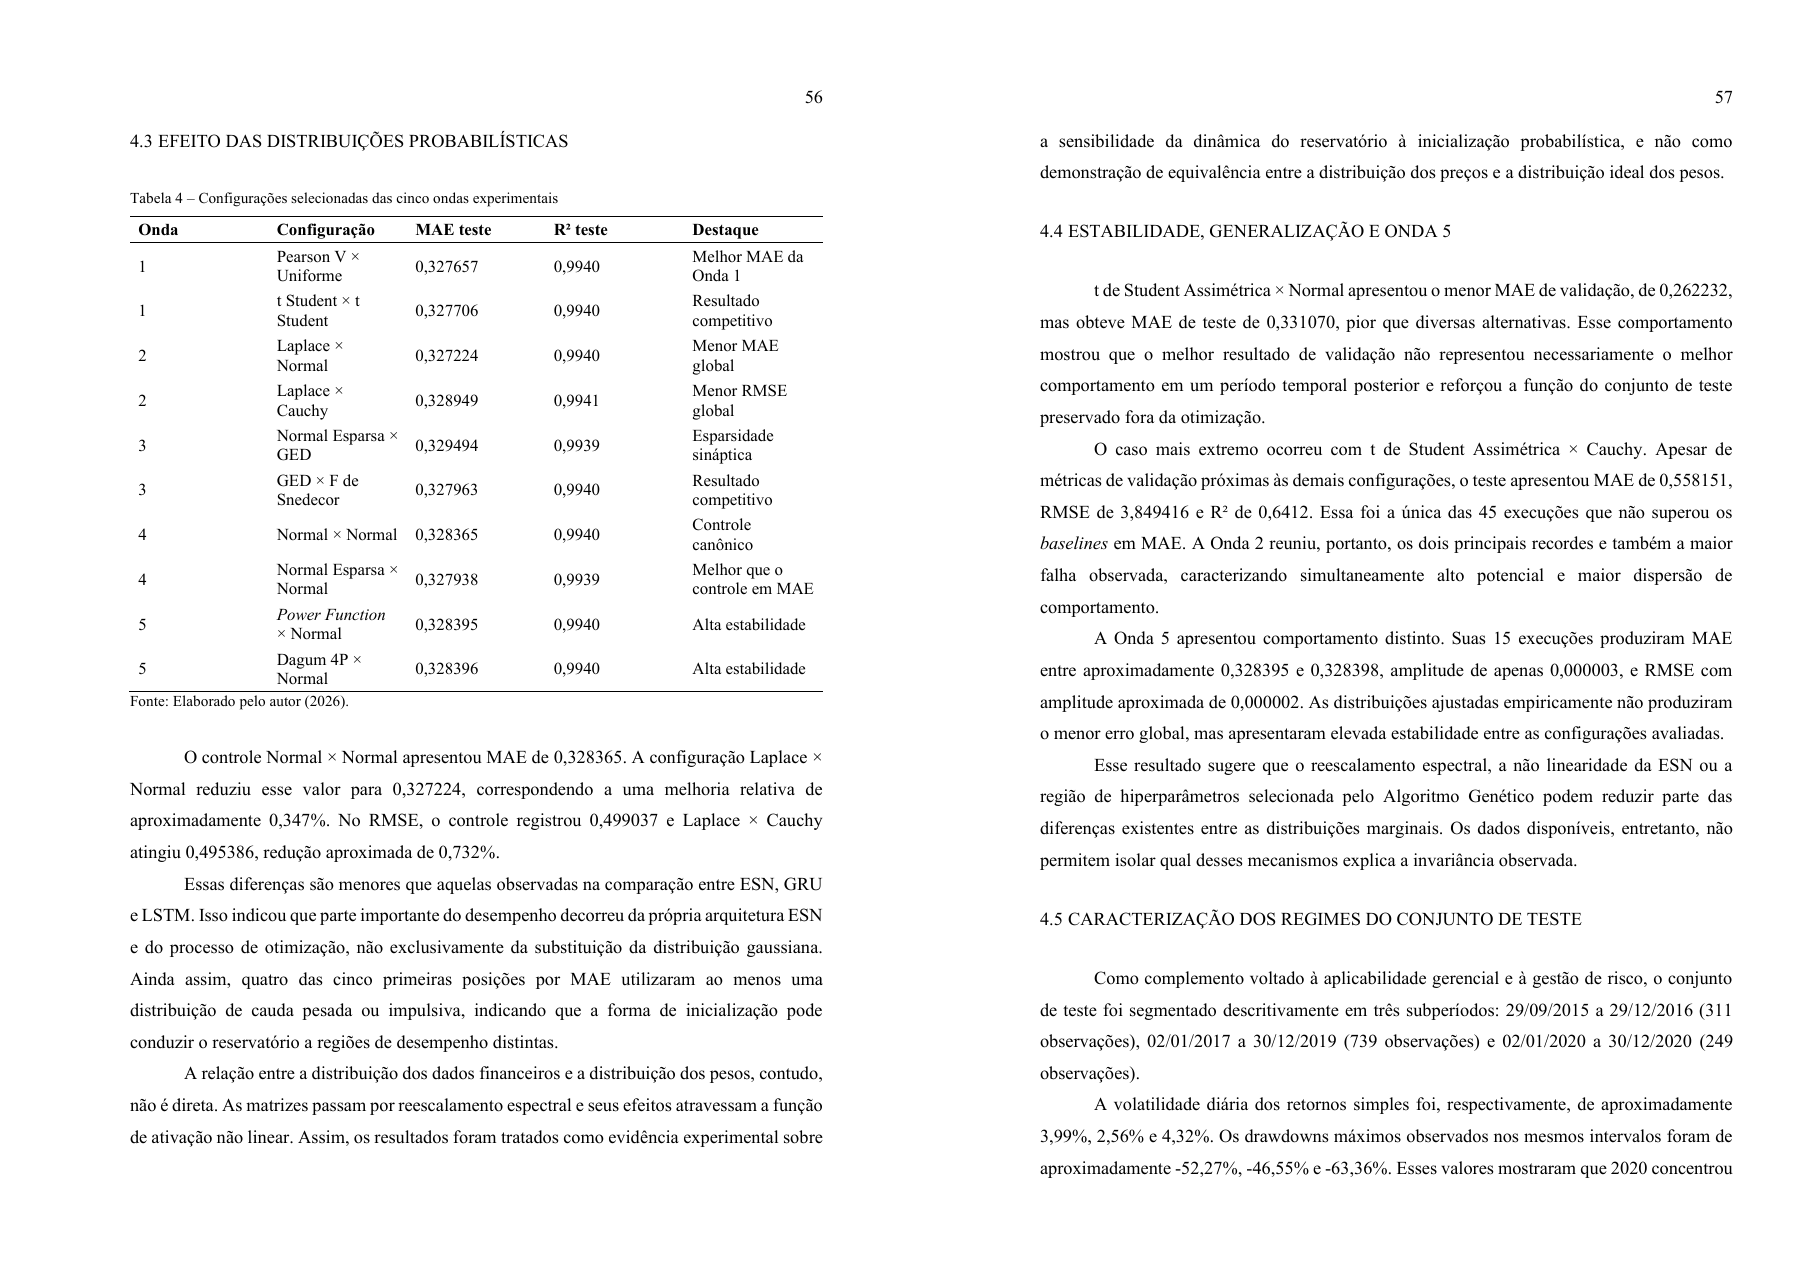 56
4.3 EFEITO DAS DISTRIBUIÇÕES PROBABILÍSTICAS
Tabela 4 – Configurações selecionadas das cinco ondas experimentais
Onda Configuração MAE teste R² teste Destaque
1 Pearson V × Uniforme 0,327657 0,9940 Melhor MAE da Onda 1
1 t Student × t Student 0,327706 0,9940 Resultado competitivo
2 Laplace × Normal 0,327224 0,9940 Menor MAE global
2 Laplace × Cauchy 0,328949 0,9941 Menor RMSE global
3 Normal Esparsa × GED 0,329494 0,9939 Esparsidade sináptica
3 GED × F de Snedecor 0,327963 0,9940 Resultado competitivo
4 Normal × Normal 0,328365 0,9940 Controle canônico
4 Normal Esparsa × Normal 0,327938 0,9939 Melhor que o controle em MAE
5 Power Function × Normal 0,328395 0,9940 Alta estabilidade
5 Dagum 4P × Normal 0,328396 0,9940 Alta estabilidade
Fonte: Elaborado pelo autor (2026).
O controle Normal × Normal apresentou MAE de 0,328365. A configuração Laplace ×
Normal reduziu esse valor para 0,327224, correspondendo a uma melhoria relativa de
aproximadamente 0,347%. No RMSE, o controle registrou 0,499037 e Laplace × Cauchy
atingiu 0,495386, redução aproximada de 0,732%.
Essas diferenças são menores que aquelas observadas na comparação entre ESN, GRU
e LSTM. Isso indicou que parte importante do desempenho decorreu da própria arquitetura ESN
e do processo de otimização, não exclusivamente da substituição da distribuição gaussiana.
Ainda assim, quatro das cinco primeiras posições por MAE utilizaram ao menos uma
distribuição de cauda pesada ou impulsiva, indicando que a forma de inicialização pode
conduzir o reservatório a regiões de desempenho distintas.
A relação entre a distribuição dos dados financeiros e a distribuição dos pesos, contudo,
não é direta. As matrizes passam por reescalamento espectral e seus efeitos atravessam a função
de ativação não linear. Assim, os resultados foram tratados como evidência experimental sobre
57
a sensibilidade da dinâmica do reservatório à inicialização probabilística, e não como
demonstração de equivalência entre a distribuição dos preços e a distribuição ideal dos pesos.
4.4 ESTABILIDADE, GENERALIZAÇÃO E ONDA 5
t de Student Assimétrica × Normal apresentou o menor MAE de validação, de 0,262232,
mas obteve MAE de teste de 0,331070, pior que diversas alternativas. Esse comportamento
mostrou que o melhor resultado de validação não representou necessariamente o melhor
comportamento em um período temporal posterior e reforçou a função do conjunto de teste
preservado fora da otimização.
O caso mais extremo ocorreu com t de Student Assimétrica × Cauchy. Apesar de
métricas de validação próximas às demais configurações, o teste apresentou MAE de 0,558151,
RMSE de 3,849416 e R² de 0,6412. Essa foi a única das 45 execuções que não superou os
baselines em MAE. A Onda 2 reuniu, portanto, os dois principais recordes e também a maior
falha observada, caracterizando simultaneamente alto potencial e maior dispersão de
comportamento.
A Onda 5 apresentou comportamento distinto. Suas 15 execuções produziram MAE
entre aproximadamente 0,328395 e 0,328398, amplitude de apenas 0,000003, e RMSE com
amplitude aproximada de 0,000002. As distribuições ajustadas empiricamente não produziram
o menor erro global, mas apresentaram elevada estabilidade entre as configurações avaliadas.
Esse resultado sugere que o reescalamento espectral, a não linearidade da ESN ou a
região de hiperparâmetros selecionada pelo Algoritmo Genético podem reduzir parte das
diferenças existentes entre as distribuições marginais. Os dados disponíveis, entretanto, não
permitem isolar qual desses mecanismos explica a invariância observada.
4.5 CARACTERIZAÇÃO DOS REGIMES DO CONJUNTO DE TESTE
Como complemento voltado à aplicabilidade gerencial e à gestão de risco, o conjunto
de teste foi segmentado descritivamente em três subperíodos: 29/09/2015 a 29/12/2016 (311
observações), 02/01/2017 a 30/12/2019 (739 observações) e 02/01/2020 a 30/12/2020 (249
observações).
A volatilidade diária dos retornos simples foi, respectivamente, de aproximadamente
3,99%, 2,56% e 4,32%. Os drawdowns máximos observados nos mesmos intervalos foram de
aproximadamente -52,27%, -46,55% e -63,36%. Esses valores mostraram que 2020 concentrou